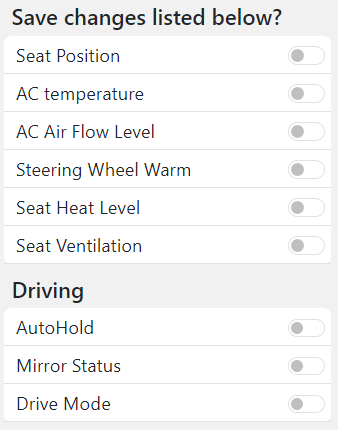 Save changes listed below?
Seat Position
AC temperature
AC Air Flow Level
Steering Wheel Warm
Seat Heat Level
Seat Ventilation
Driving
AutoHold
Mirror Status
Drive Mode